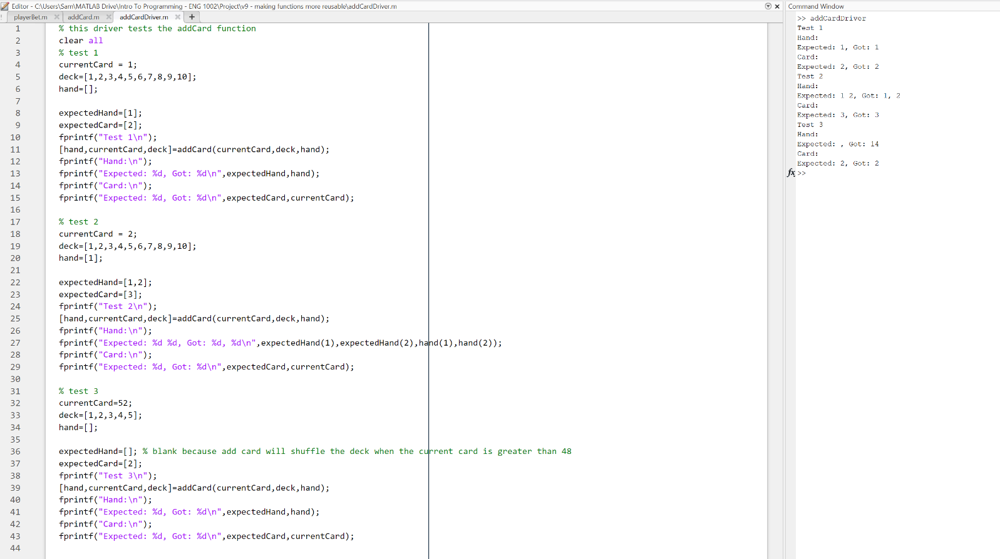 Editor - C:\Users\Sam\MATLAB Drive\Intro To Programming - ENG 1002\Project\v9 - making functions more reusable\addCardDriver.m
playerBet.m addCard.m addCardDriver.m +
1 % this driver tests the addCard function
2 clear all
3 % test 1
4 currentCard = 1;
5 deck=[1,2,3,4,5,6,7,8,9,10];
6 hand=[];
7
8 expectedHand=[1];
9 expectedCard=[2];
10 fprintf("Test 1\n");
11 [hand,currentCard,deck]=addCard(currentCard,deck,hand);
12 fprintf("Hand:\n");
13 fprintf("Expected: %d, Got: %d\n",expectedHand,hand);
14 fprintf("Card:\n");
15 fprintf("Expected: %d, Got: %d\n",expectedCard,currentCard);
16
17 % test 2
18 currentCard = 2;
19 deck=[1,2,3,4,5,6,7,8,9,10];
20 hand=[1];
21
22 expectedHand=[1,2];
23 expectedCard=[3];
24 fprintf("Test 2\n");
25 [hand,currentCard,deck]=addCard(currentCard,deck,hand);
26 fprintf("Hand:\n");
27 fprintf("Expected: %d %d, Got: %d, %d\n",expectedHand(1),expectedHand(2),hand(1),hand(2));
28 fprintf("Card:\n");
29 fprintf("Expected: %d, Got: %d\n",expectedCard,currentCard);
30
31 % test 3
32 currentCard=52;
33 deck=[1,2,3,4,5];
34 hand=[];
35
36 expectedHand=[]; % blank because add card will shuffle the deck when the current card is greater than 48
37 expectedCard=[2];
38 fprintf("Test 3\n");
39 [hand,currentCard,deck]=addCard(currentCard,deck,hand);
40 fprintf("Hand:\n");
41 fprintf("Expected: %d, Got: %d\n",expectedHand,hand);
42 fprintf("Card:\n");
43 fprintf("Expected: %d, Got: %d\n",expectedCard,currentCard);
44
Command Window
>> addCardDriver
Test 1
Hand:
Expected: 1, Got: 1
Card:
Expected: 2, Got: 2
Test 2
Hand:
Expected: 1 2, Got: 1, 2
Card:
Expected: 3, Got: 3
Test 3
Hand:
Expected: , Got: 14
Card:
Expected: 2, Got: 2
fx >>